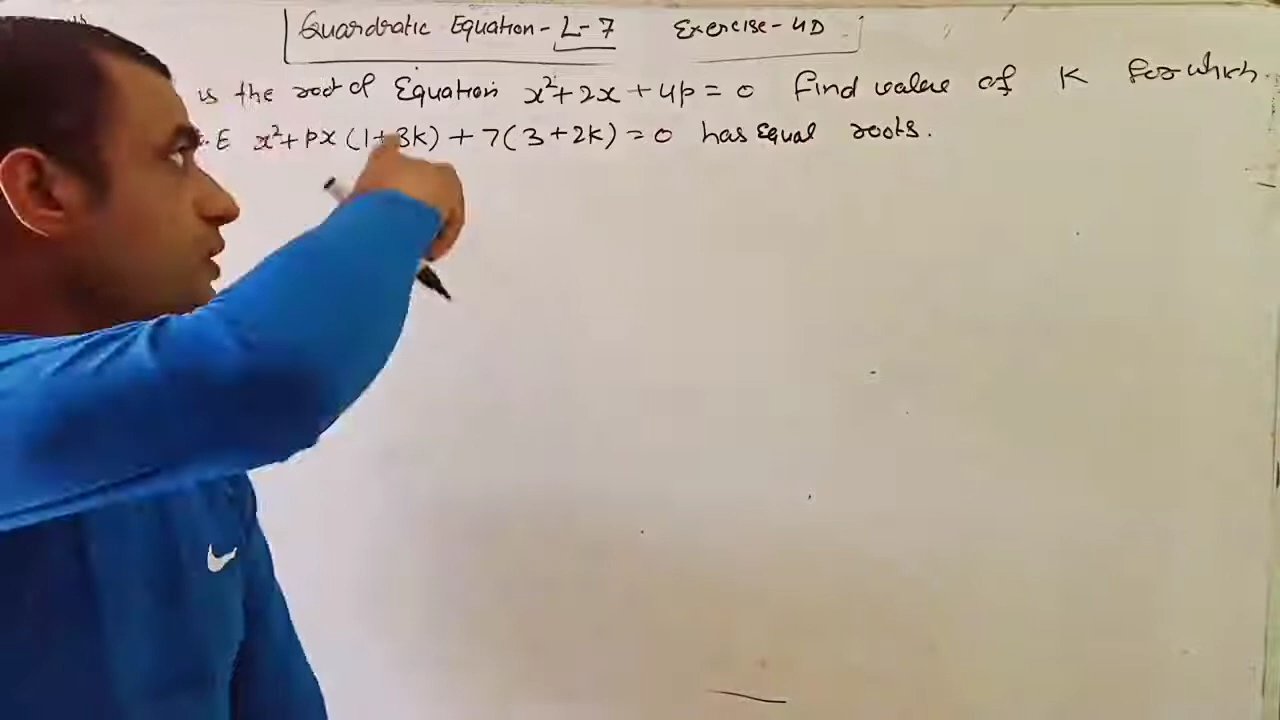 Quardratic Equation - L-7 Exercise - 4D
is the root of Equation x²+2x+4p=0 find value of K for which
.E x²+px(1+3k)+7(3+2k)=0 has Equal roots.